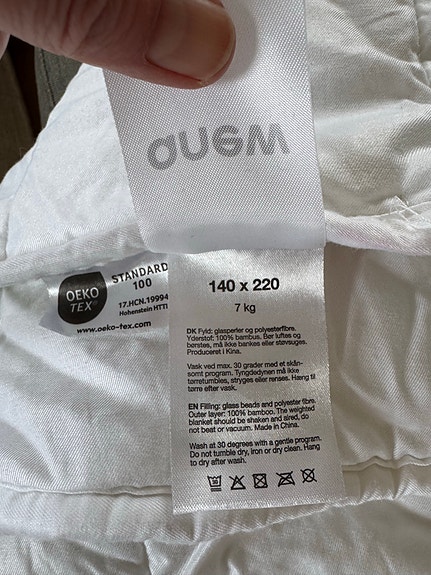 OEKO
TEX®
STANDARD
100
17.HCN.19994
Hohenstein HTTI
www.oeko-tex.com
140 x 220
7 kg
DK Fyld: glasperler og polyesterfibre.
Yderstof: 100% bambus. Bør luftes og
børstes, må ikke bankes eller støvsuges.
Produceret i Kina.
Vask ved max. 30 grader med et skån-
somt program. Tyngdedynen må ikke
tørretumbles, stryges eller renses. Hæng til
tørre efter vask.
EN Filling: glass beads and polyester fibre.
Outer layer: 100% bamboo. The weighted
blanket should be shaken and aired, do
not beat or vacuum. Made in China.
Wash at 30 degrees with a gentle program.
Do not tumble dry, iron or dry clean. Hang
to dry after wash.